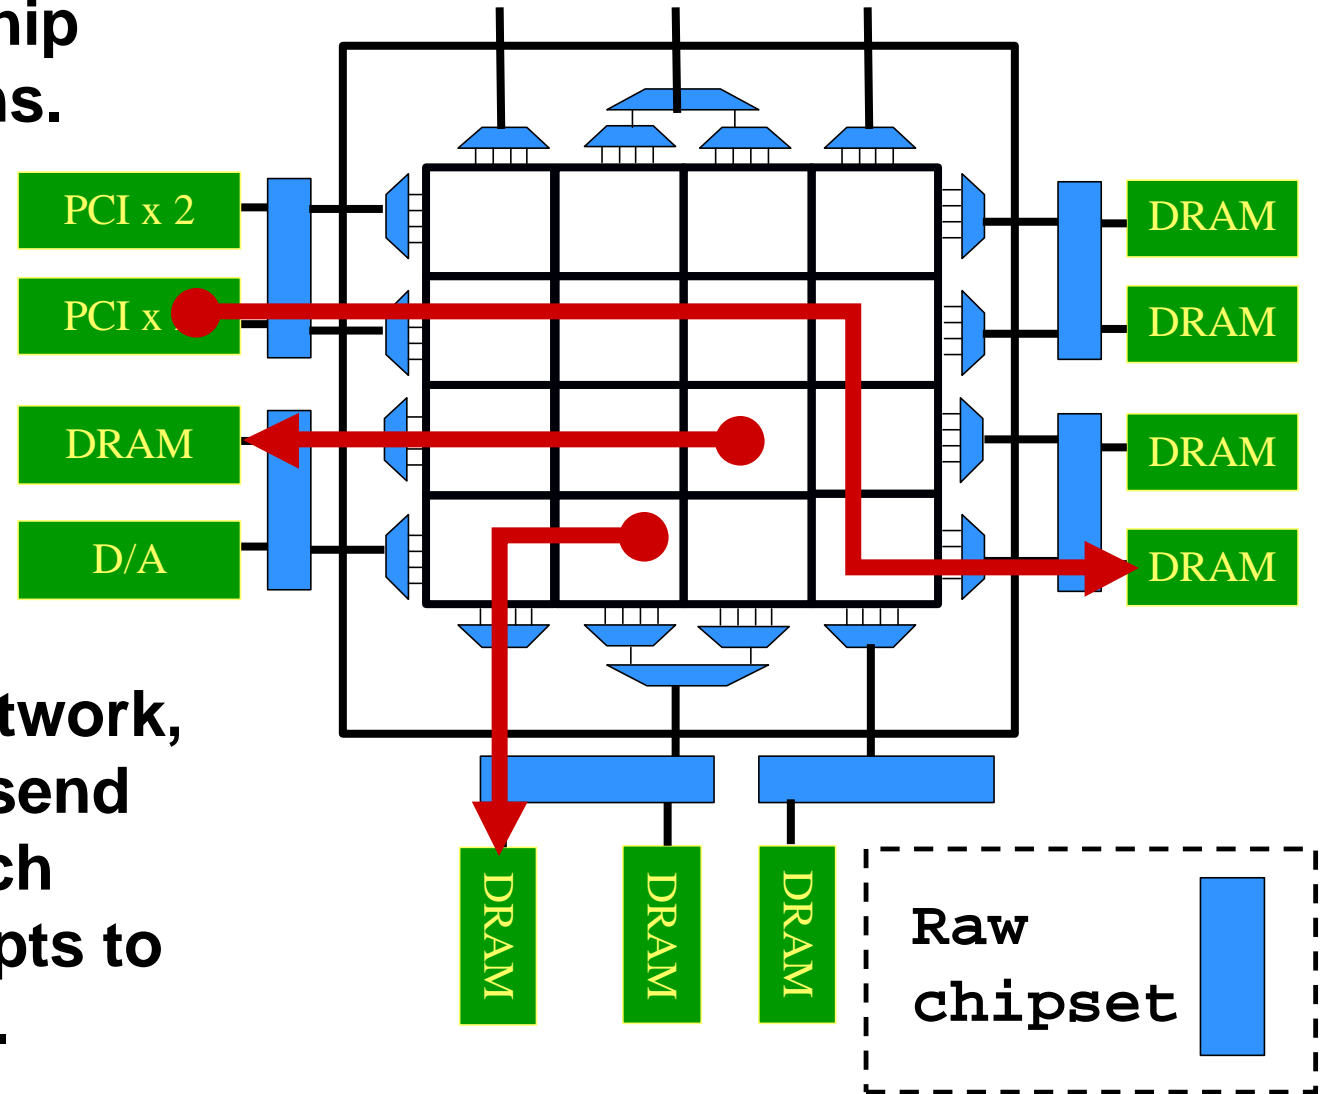 hip
ns.
PCI x 2
PCI x
DRAM
D/A
DRAM
DRAM
DRAM
DRAM
twork,
send
ch
pts to
.
DRAM
DRAM
DRAM
Raw
chipset